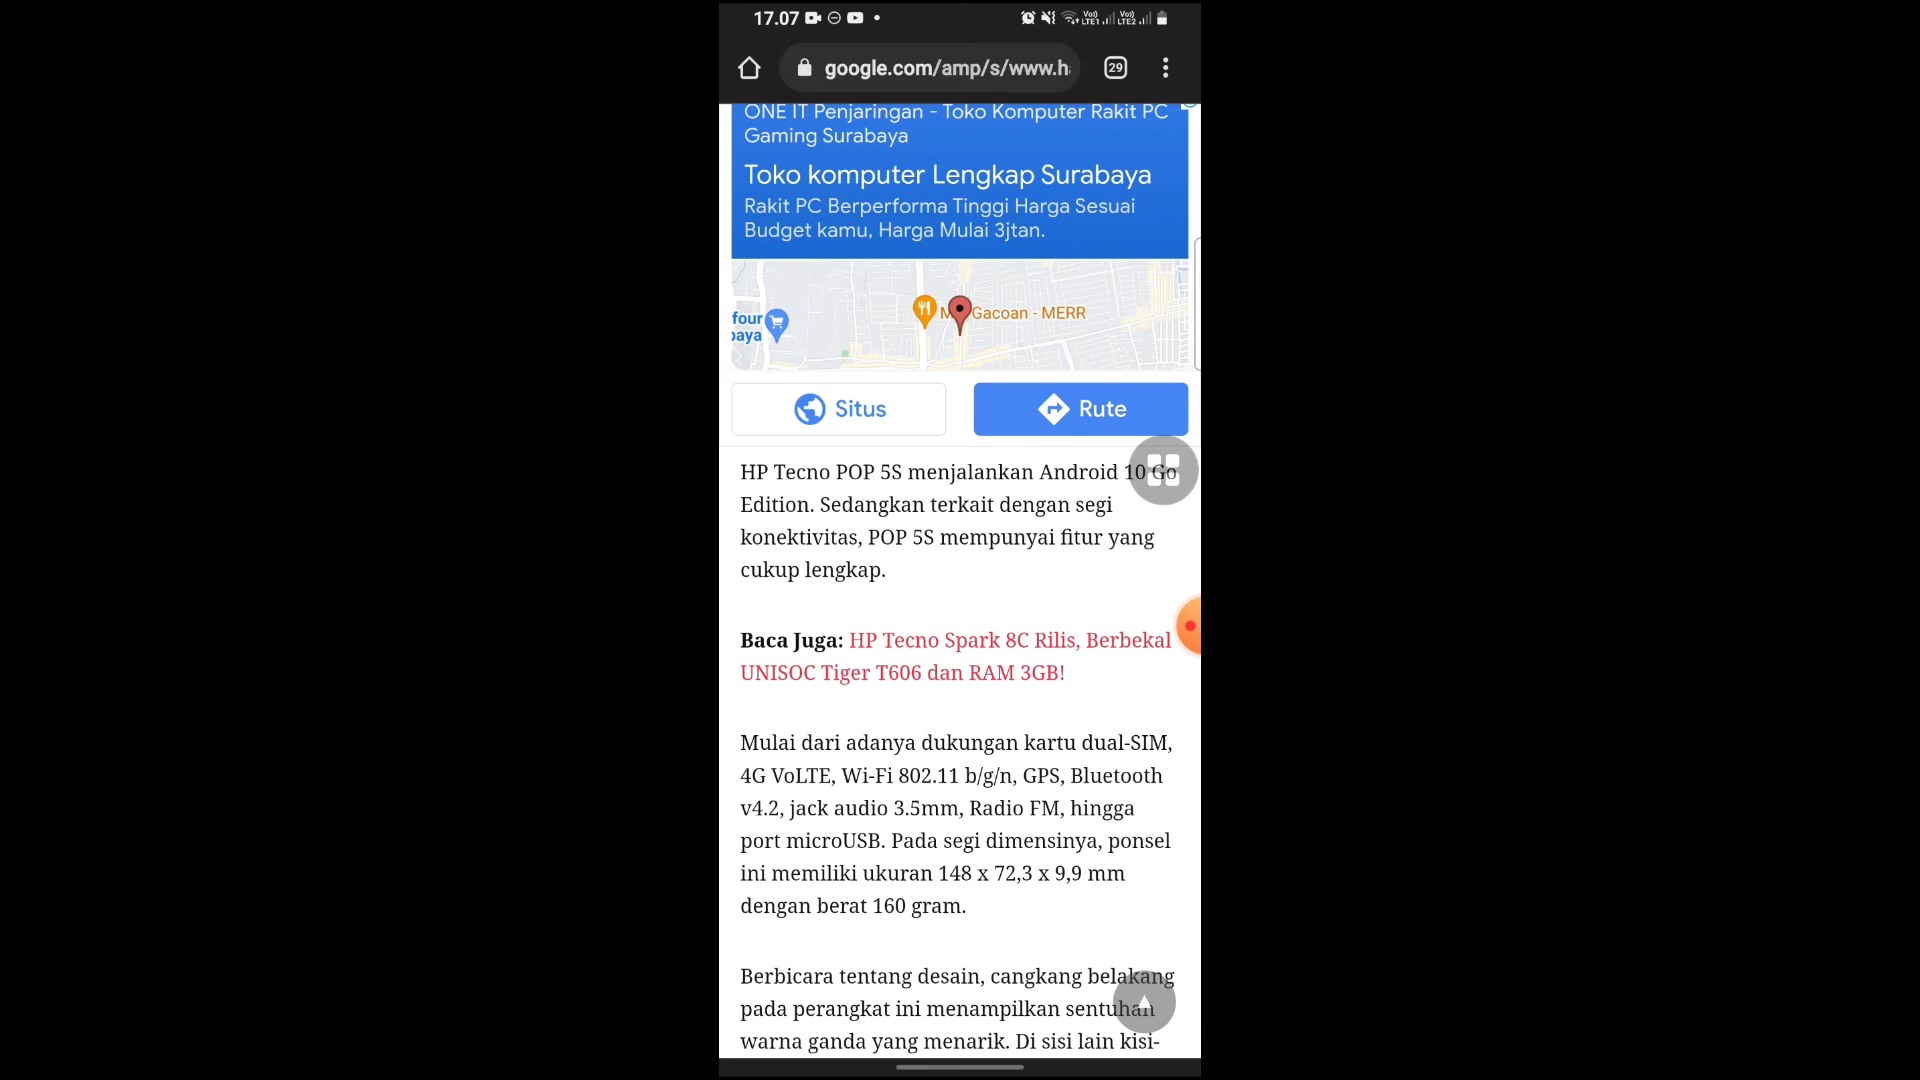 17.07
Vo)) LTE1 Vo)) LTE2
google.com/amp/s/www.h
29
ONE IT Penjaringan - Toko Komputer Rakit PC
Gaming Surabaya
Toko komputer Lengkap Surabaya
Rakit PC Berperforma Tinggi Harga Sesuai
Budget kamu, Harga Mulai 3jtan.
Gacoan - MERR
four
baya
Situs
Rute
HP Tecno POP 5S menjalankan Android 10 Go
Edition. Sedangkan terkait dengan segi
konektivitas, POP 5S mempunyai fitur yang
cukup lengkap.
Baca Juga: HP Tecno Spark 8C Rilis, Berbekal
UNISOC Tiger T606 dan RAM 3GB!
Mulai dari adanya dukungan kartu dual-SIM,
4G VoLTE, Wi-Fi 802.11 b/g/n, GPS, Bluetooth
v4.2, jack audio 3.5mm, Radio FM, hingga
port microUSB. Pada segi dimensinya, ponsel
ini memiliki ukuran 148 x 72,3 x 9,9 mm
dengan berat 160 gram.
Berbicara tentang desain, cangkang belakang
pada perangkat ini menampilkan sentuhan
warna ganda yang menarik. Di sisi lain kisi-